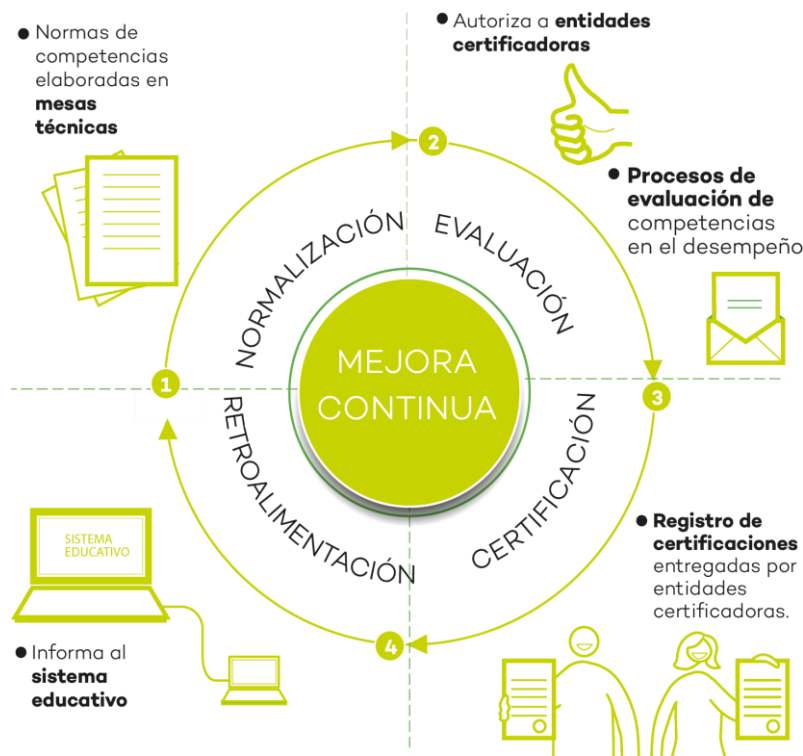 ● Normas de
competencias
elaboradas en
mesas
técnicas
● Autoriza a entidades
certificadoras
● Procesos de
evaluación de
competencias
en el desempeño
1
2
3
4
NORMALIZACIÓN
EVALUACIÓN
CERTIFICACIÓN
RETROALIMENTACIÓN
MEJORA
CONTINUA
● Registro de
certificaciones
entregadas por
entidades
certificadoras.
SISTEMA
EDUCATIVO
● Informa al
sistema
educativo